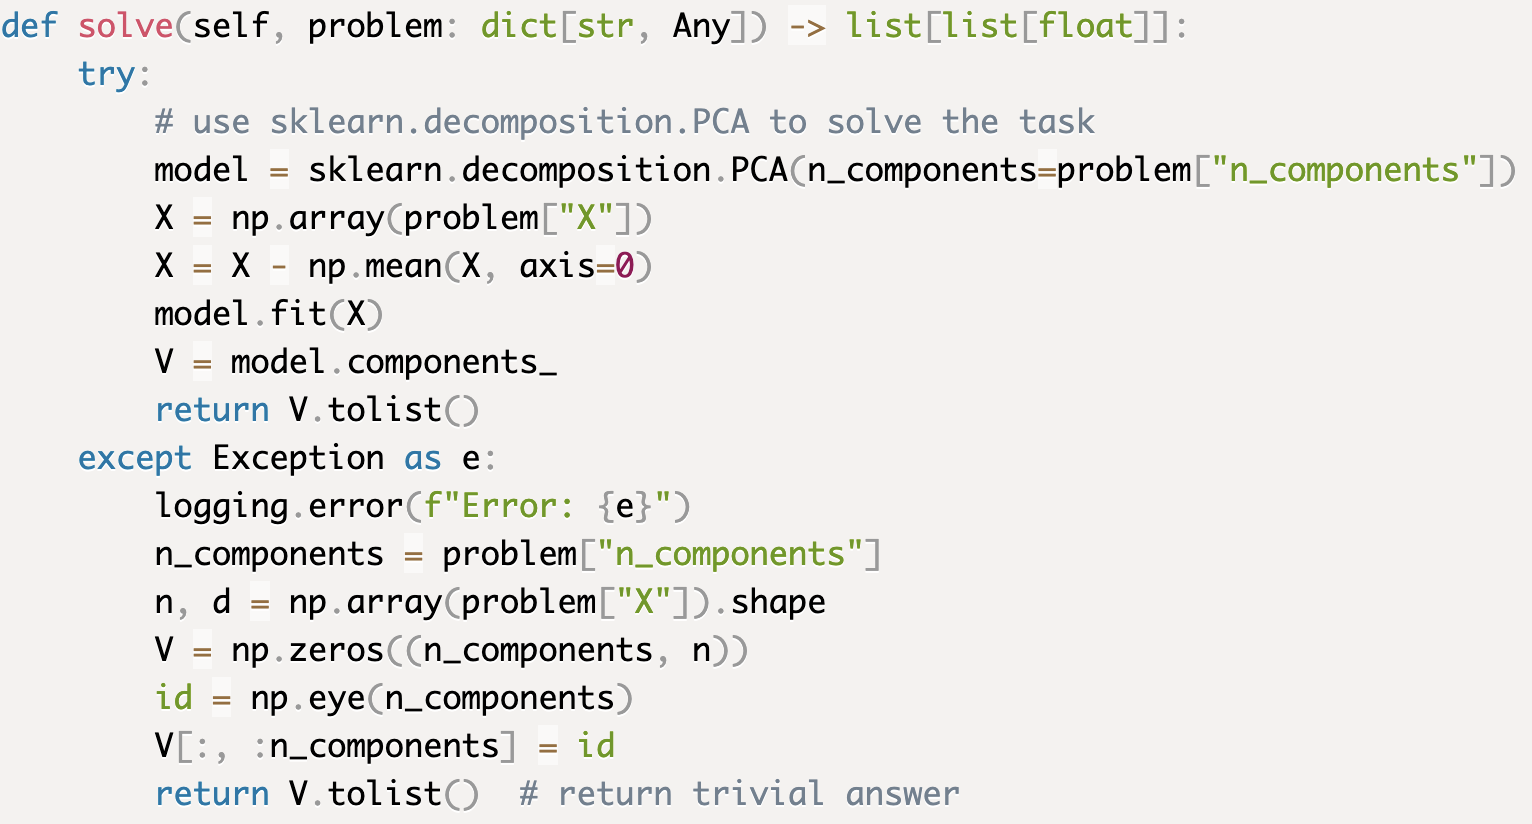 def solve(self, problem: dict[str, Any]) -> list[list[float]]:
    try:
        # use sklearn.decomposition.PCA to solve the task
        model = sklearn.decomposition.PCA(n_components=problem["n_components"])
        X = np.array(problem["X"])
        X = X - np.mean(X, axis=0)
        model.fit(X)
        V = model.components_
        return V.tolist()
    except Exception as e:
        logging.error(f"Error: {e}")
        n_components = problem["n_components"]
        n, d = np.array(problem["X"]).shape
        V = np.zeros((n_components, n))
        id = np.eye(n_components)
        V[:, :n_components] = id
        return V.tolist()  # return trivial answer